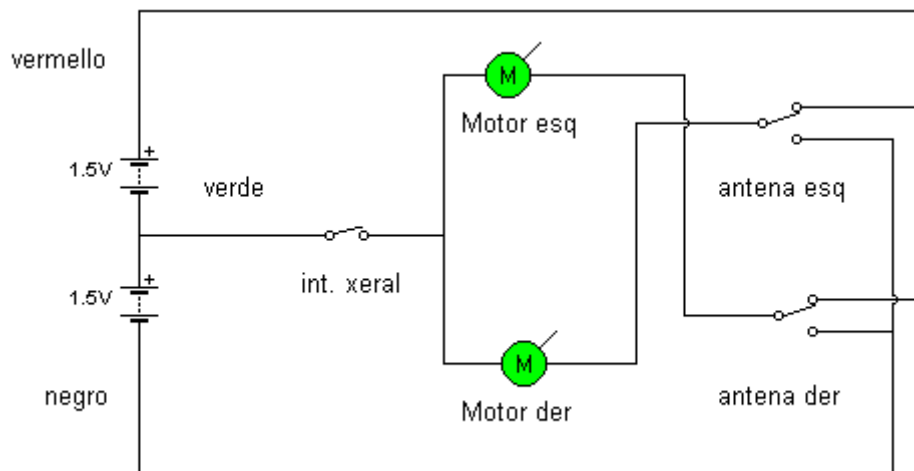 vermello
M
Motor esq
+
1.5V
verde
antena esq
int. xeral
+
1.5V
M
negro
Motor der
antena der